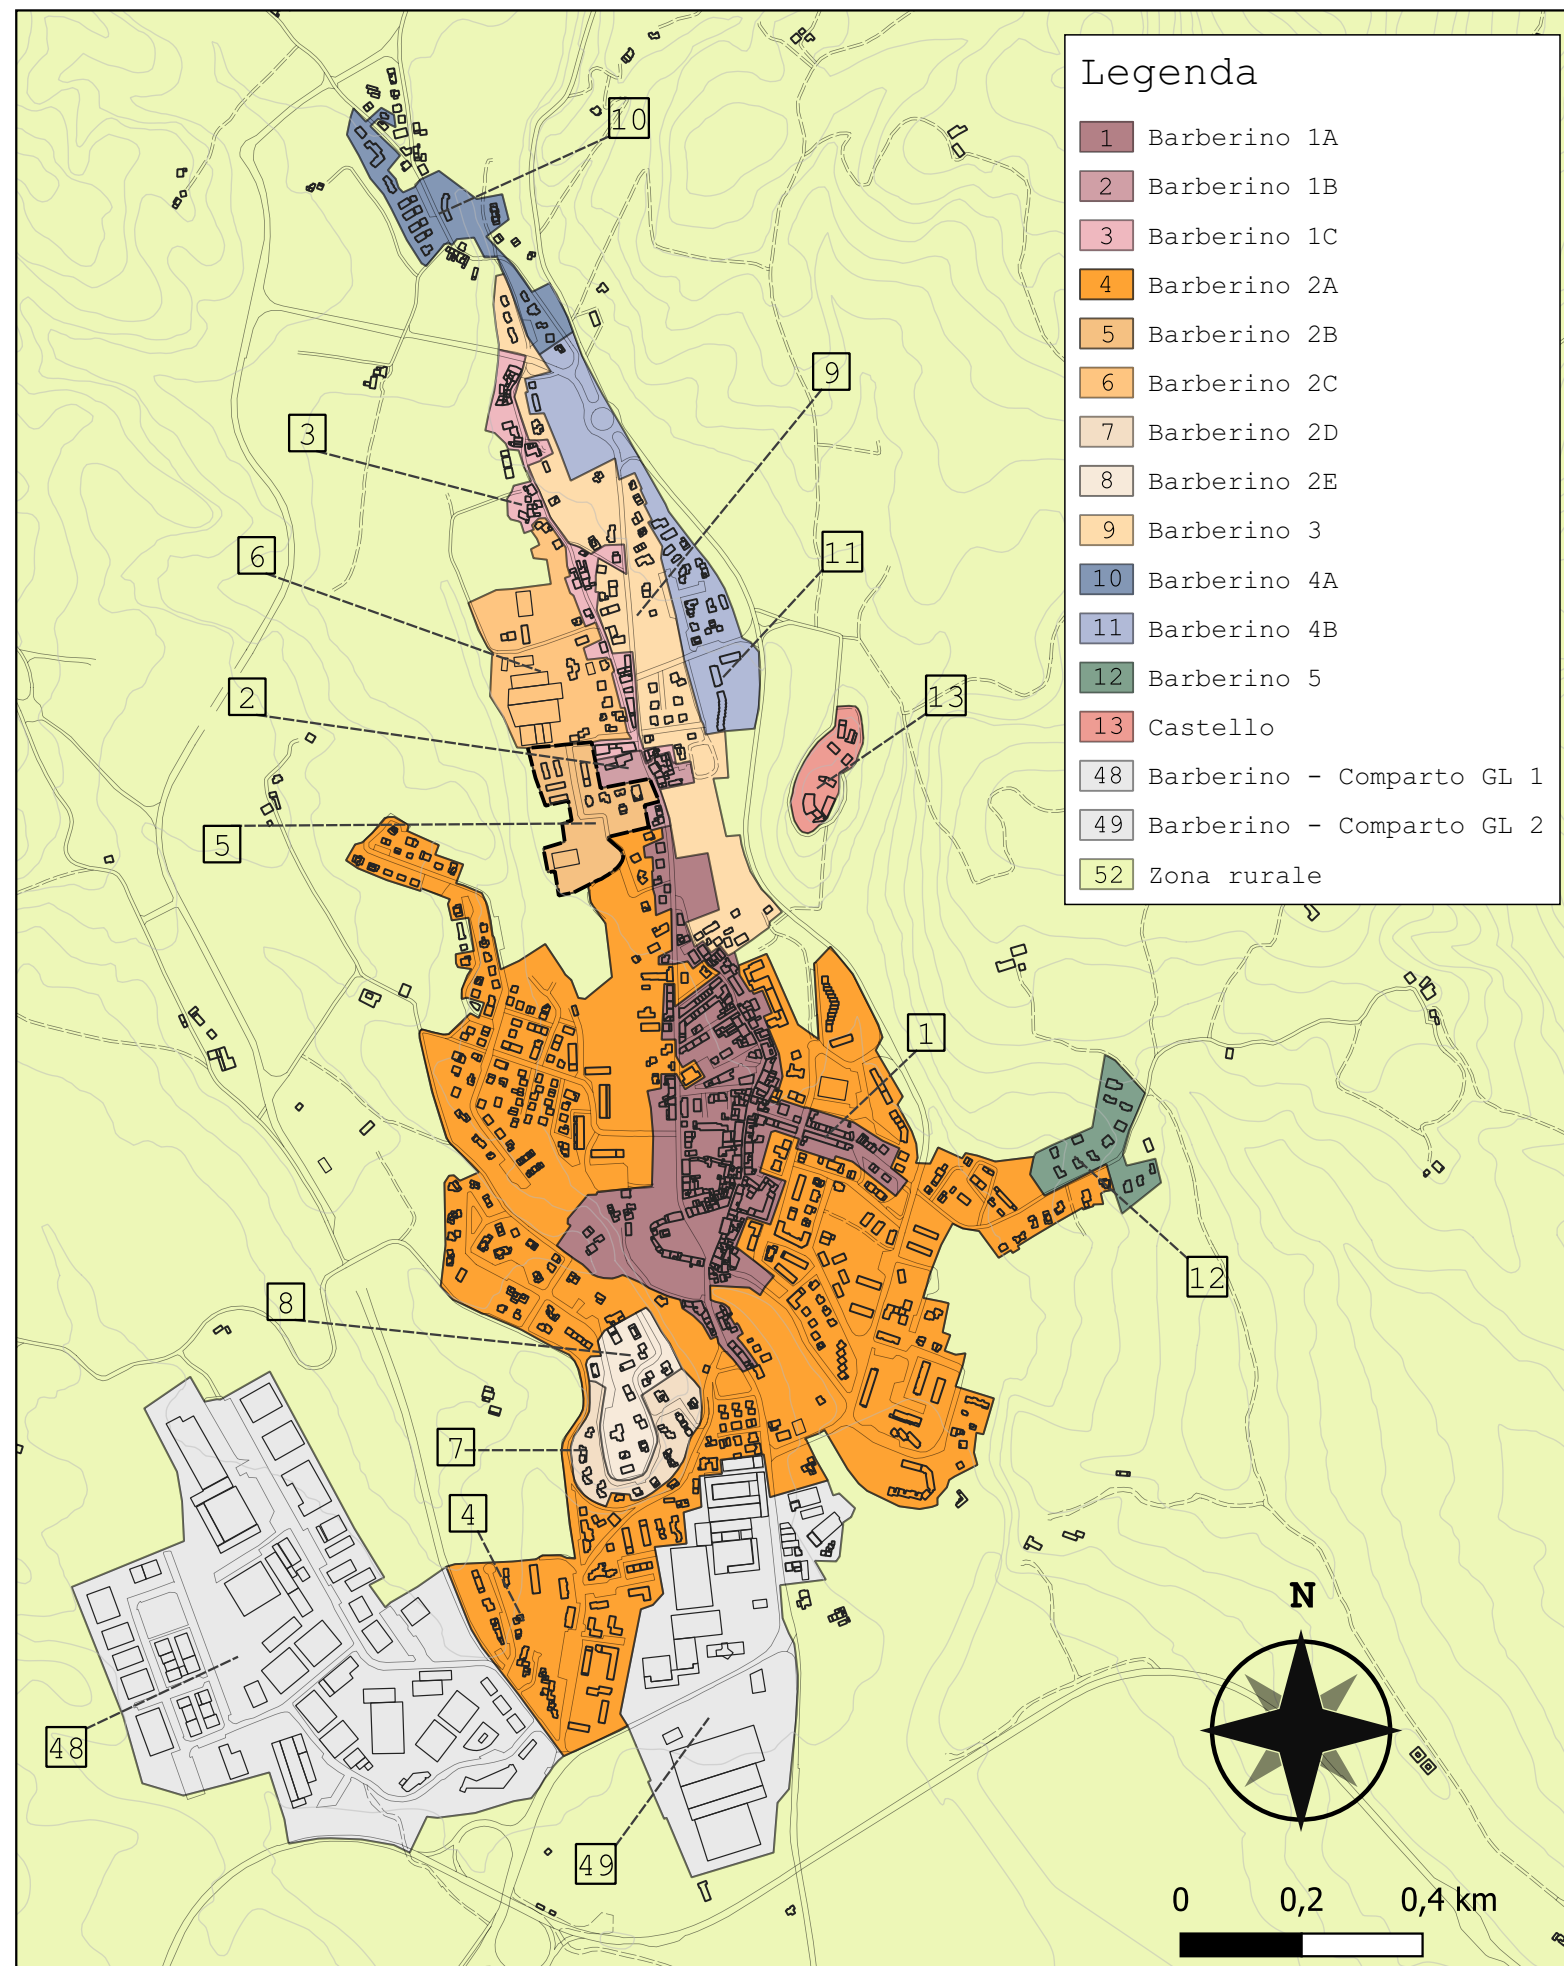 Legenda
1 Barberino 1A
2 Barberino 1B
3 Barberino 1C
4 Barberino 2A
5 Barberino 2B
6 Barberino 2C
7 Barberino 2D
8 Barberino 2E
9 Barberino 3
10 Barberino 4A
11 Barberino 4B
12 Barberino 5
13 Castello
48 Barberino - Comparto GL 1
49 Barberino - Comparto GL 2
52 Zona rurale
10
9
3
6
11
2
13
5
1
12
8
7
4
48
49
N
0 0,2 0,4 km